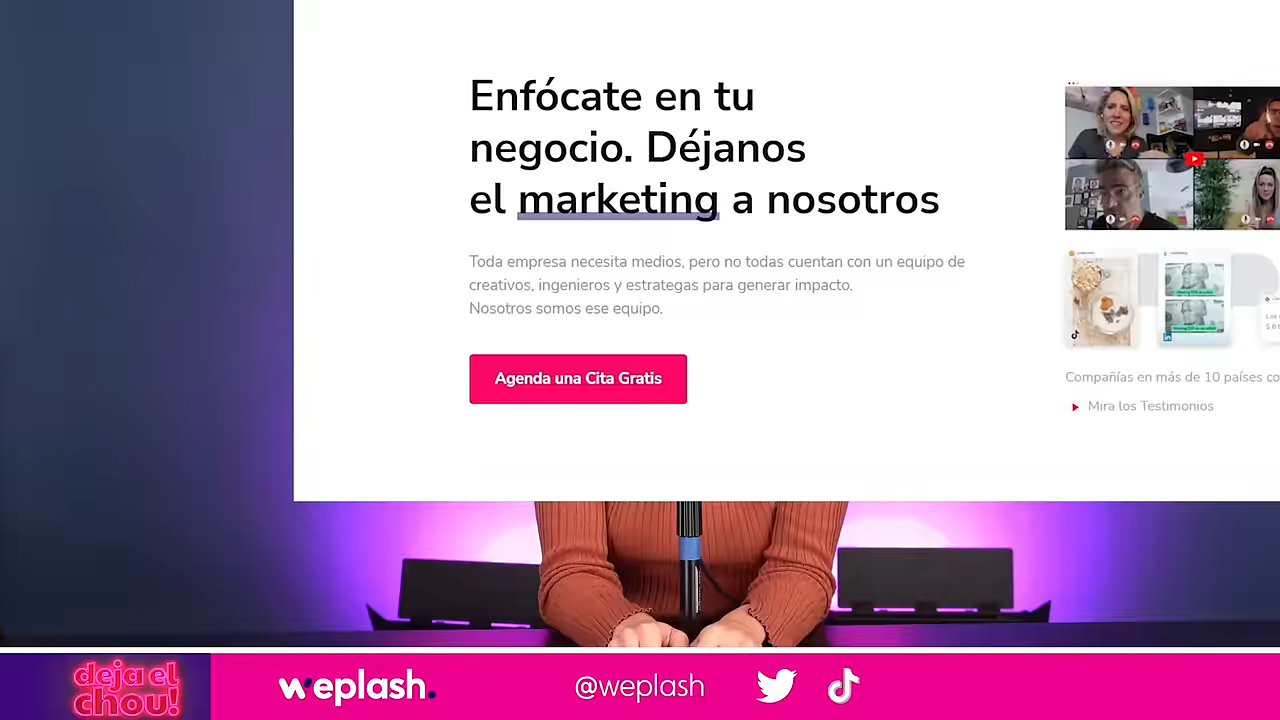 Enfócate en tu
negocio. Déjanos
el marketing a nosotros
Toda empresa necesita medios, pero no todas cuentan con un equipo de
creativos, ingenieros y estrategas para generar impacto.
Nosotros somos ese equipo.
Agenda una Cita Gratis
Compañías en más de 10 países co
Mira los Testimonios
deja el
chou!
weplash.
@weplash